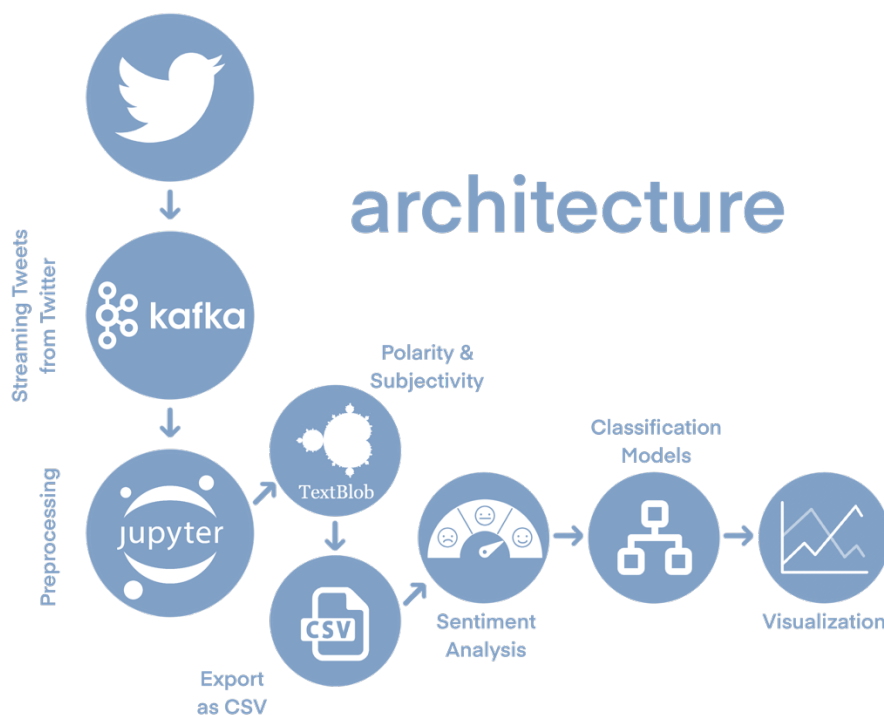 architecture
Streaming Tweets
from Twitter
kafka
Polarity &
Subjectivity
TextBlob
Classification
Models
Preprocessing
jupyter
CSV
Export
as CSV
Sentiment
Analysis
Visualization